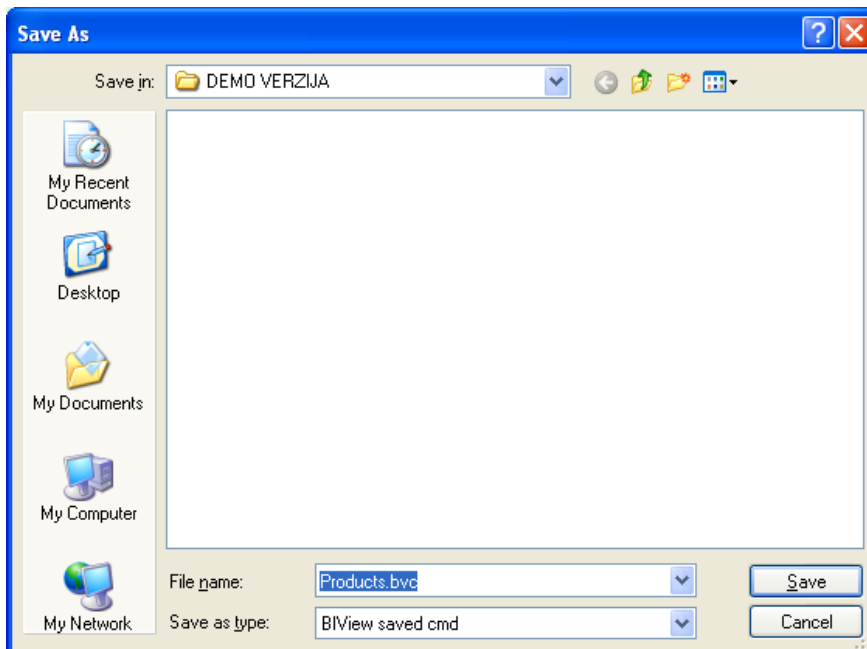 Save As
Save in:
DEMO VERZIJA
My Recent
Documents
Desktop
My Documents
My Computer
My Network
File name:
Products.bvc
Save
Save as type:
BIView saved cmd
Cancel